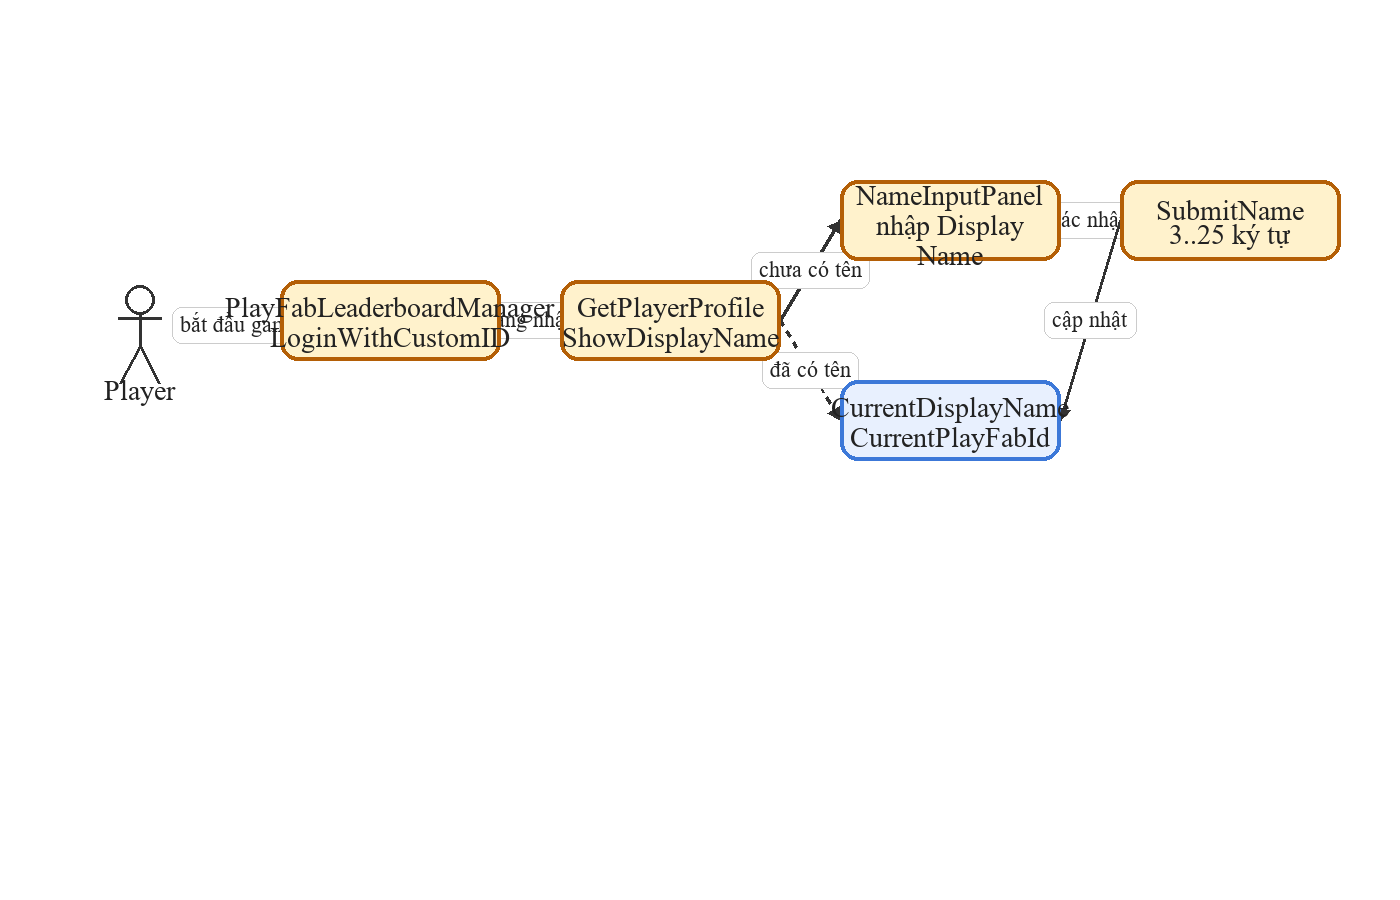 Player
bắt đầu
PlayFabLeaderboardManager
LoginWithCustomID
GetPlayerProfile
ShowDisplayName
chưa có tên
đã có tên
NameInputPanel
nhập Display
Name
SubmitName
3..25 ký tự
cập nhật
CurrentDisplayName
CurrentPlayFabId